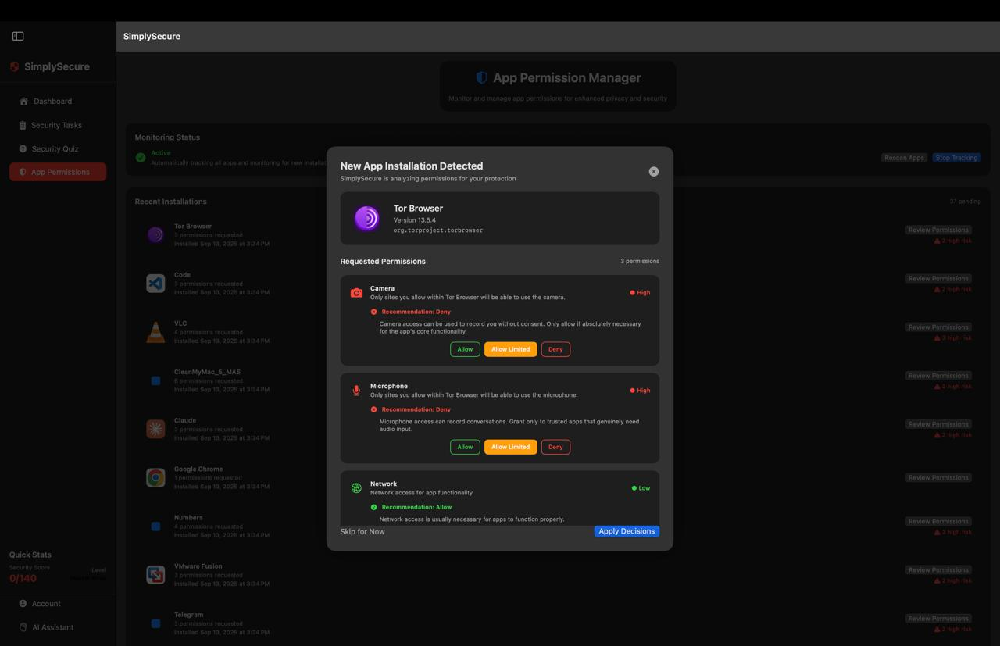 SimplySecure
SimplySecure
Dashboard
Security Tasks
Security Quiz
App Permissions
Quick Stats
Security Score
Level
0/140
Account
AI Assistant
App Permission Manager
Monitor and manage app permissions for enhanced privacy and security
Monitoring Status
Active
Automatically tracking all apps and monitoring for new installat
Rescan Apps
Stop Tracking
Recent Installations
37 pending
Tor Browser
3 permissions requested
Installed Sep 13, 2025 at 3:34 PM
Review Permissions
2 high risk
Code
3 permissions requested
Installed Sep 13, 2025 at 3:34 PM
Review Permissions
2 high risk
VLC
4 permissions requested
Installed Sep 13, 2025 at 3:34 PM
Review Permissions
3 high risk
CleanMyMac_5_MAS
6 permissions requested
Installed Sep 13, 2025 at 3:34 PM
Review Permissions
3 high risk
Claude
3 permissions requested
Installed Sep 13, 2025 at 3:34 PM
Review Permissions
2 high risk
Google Chrome
1 permissions requested
Installed Sep 13, 2025 at 3:34 PM
Review Permissions
Numbers
4 permissions requested
Installed Sep 13, 2025 at 3:34 PM
Review Permissions
3 high risk
VMware Fusion
3 permissions requested
Installed Sep 13, 2025 at 3:34 PM
Review Permissions
2 high risk
Telegram
3 permissions requested
Installed Sep 13, 2025 at 3:34 PM
Review Permissions
2 high risk
New App Installation Detected
SimplySecure is analyzing permissions for your protection
Tor Browser
Version 13.5.4
org.torproject.torbrowser
Requested Permissions
3 permissions
Camera
Only sites you allow within Tor Browser will be able to use the camera.
High
Recommendation: Deny
Camera access can be used to record you without consent. Only allow if absolutely necessary
for the app's core functionality.
Allow
Allow Limited
Deny
Microphone
Only sites you allow within Tor Browser will be able to use the microphone.
High
Recommendation: Deny
Microphone access can record conversations. Grant only to trusted apps that genuinely need
audio input.
Allow
Allow Limited
Deny
Network
Network access for app functionality
Low
Recommendation: Allow
Network access is usually necessary for apps to function properly.
Skip for Now
Apply Decisions